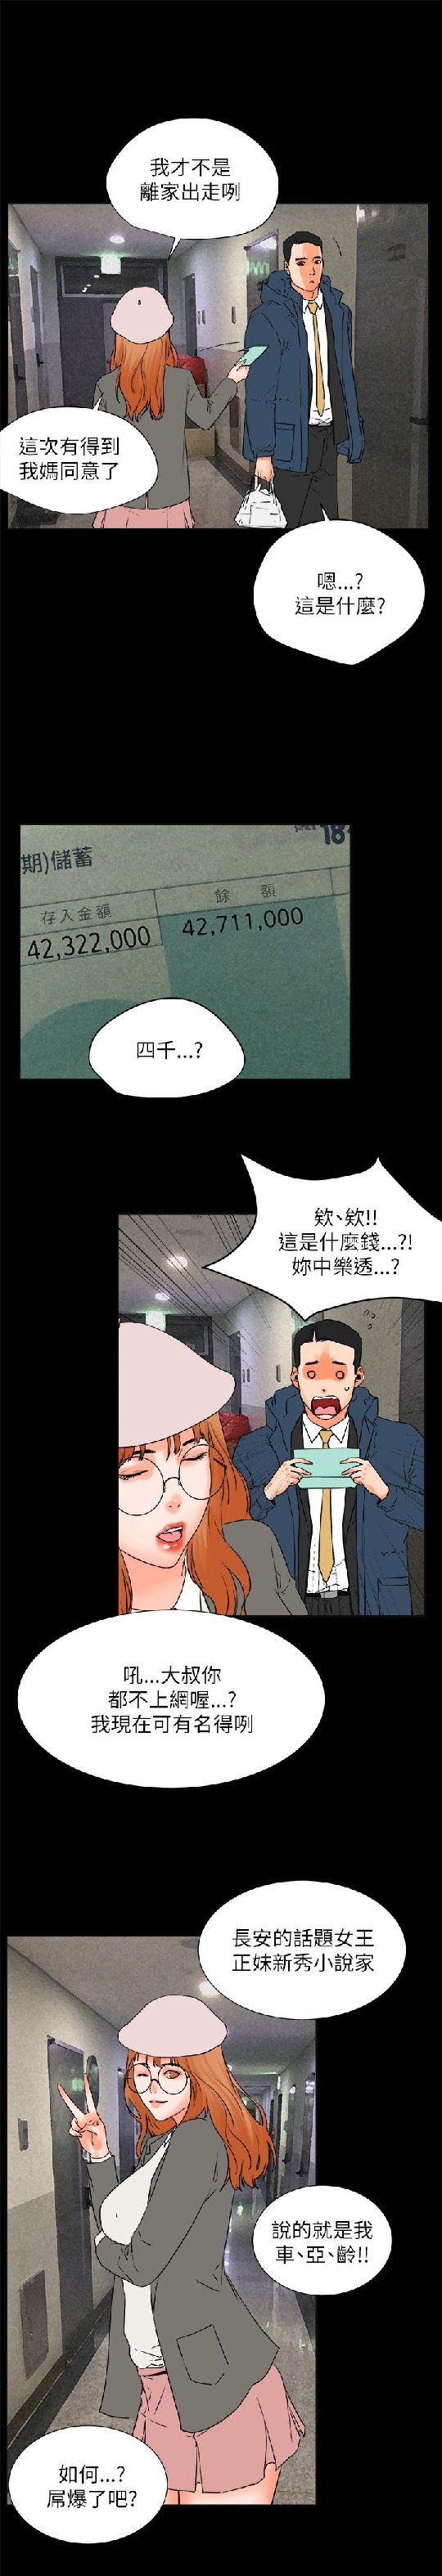 我才不是
離家出走咧
這次有得到
我媽同意了
嗯...?
這是什麼?
期)儲蓄
18
存入金額
餘 額
42,322,000
42,711,000
四千...?
欸、欸!!
這是什麼錢...?!
妳中樂透...?
吼...大叔你
都不上網喔...?
我現在可有名得咧
長安的話題女王
正妹新秀小說家
說的就是我
車、亞、齡!!
如何...?
屌爆了吧?